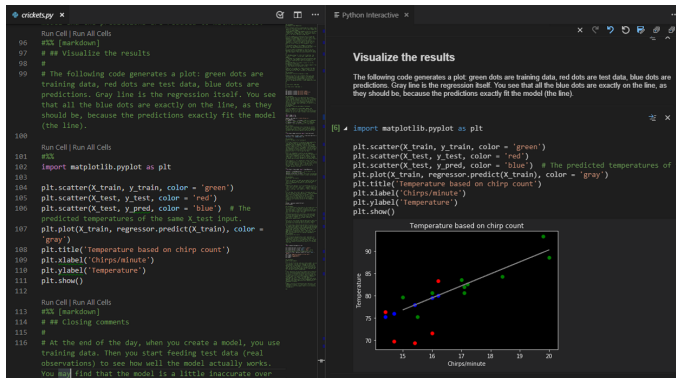 crickets.py ×
Run Cell | Run All Cells
96 #%% [markdown]
97 # ## Visualize the results
98 #
99 # The following code generates a plot: green dots are
training data, red dots are test data, blue dots are
predictions. Gray line is the regression itself. You see
that all the blue dots are exactly on the line, as they
should be, because the predictions exactly fit the model
(the line).
100
Run Cell | Run All Cells
101 #%%
102 import matplotlib.pyplot as plt
103
104 plt.scatter(X_train, y_train, color = 'green')
105 plt.scatter(X_test, y_test, color = 'red')
106 plt.scatter(X_test, y_pred, color = 'blue')  # The
predicted temperatures of the same X_test input.
107 plt.plot(X_train, regressor.predict(X_train), color =
'gray')
108 plt.title('Temperature based on chirp count')
109 plt.xlabel('Chirps/minute')
110 plt.ylabel('Temperature')
111 plt.show()
112
Run Cell | Run All Cells
113 #%% [markdown]
114 # ## Closing comments
115 #
116 # At the end of the day, when you create a model, you use
training data. Then you start feeding test data (real
observations) to see how well the model actually works.
You may find that the model is a little inaccurate over
Python Interactive ×
Visualize the results
The following code generates a plot: green dots are training data, red dots are test data, blue dots are
predictions. Gray line is the regression itself. You see that all the blue dots are exactly on the line, as
they should be, because the predictions exactly fit the model (the line).
[6] import matplotlib.pyplot as plt
plt.scatter(X_train, y_train, color = 'green')
plt.scatter(X_test, y_test, color = 'red')
plt.scatter(X_test, y_pred, color = 'blue')  # The predicted temperatures of
plt.plot(X_train, regressor.predict(X_train), color = 'gray')
plt.title('Temperature based on chirp count')
plt.xlabel('Chirps/minute')
plt.ylabel('Temperature')
plt.show()
Temperature based on chirp count
90
85
80
75
70
Temperature
15 16 17 18 19 20
Chirps/minute